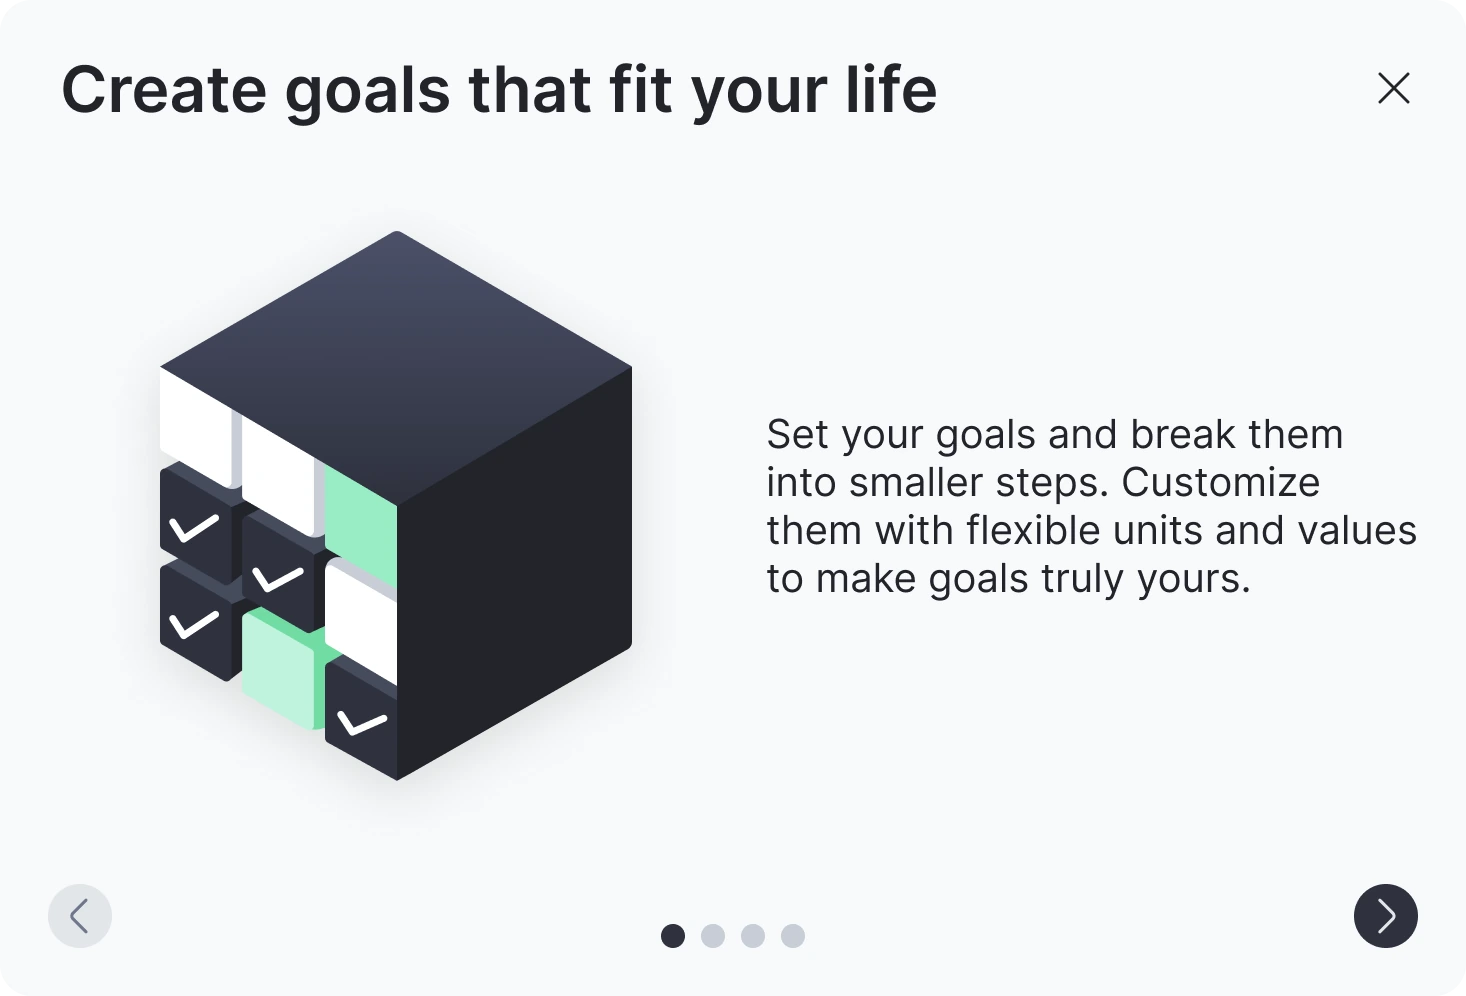 Create goals that fit your life
Set your goals and break them
into smaller steps. Customize
them with flexible units and values
to make goals truly yours.